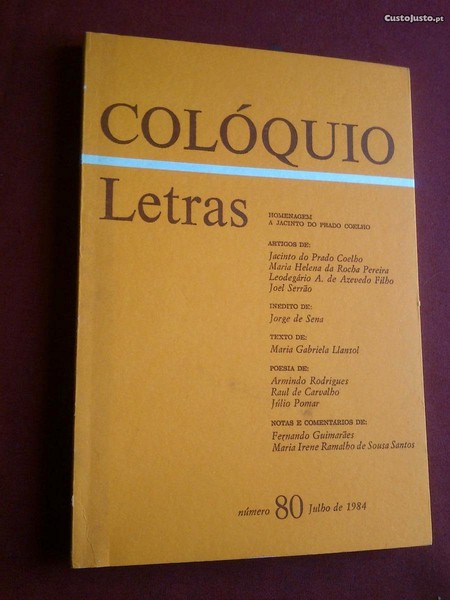 CustoJusto.pt
COLÓQUIO
Letras
HOMENAGEM
A JACINTO DO PRADO COELHO
ARTIGOS DE:
Jacinto do Prado Coelho
Maria Helena da Rocha Pereira
Leodegário A. de Azevedo Filho
Joel Serrão
INÉDITO DE:
Jorge de Sena
TEXTO DE:
Maria Gabriela Llansol
POESIA DE:
Armindo Rodrigues
Raul de Carvalho
Júlio Pomar
NOTAS E COMENTÁRIOS DE:
Fernando Guimarães
Maria Irene Ramalho de Sousa Santos
número 80 Julho de 1984